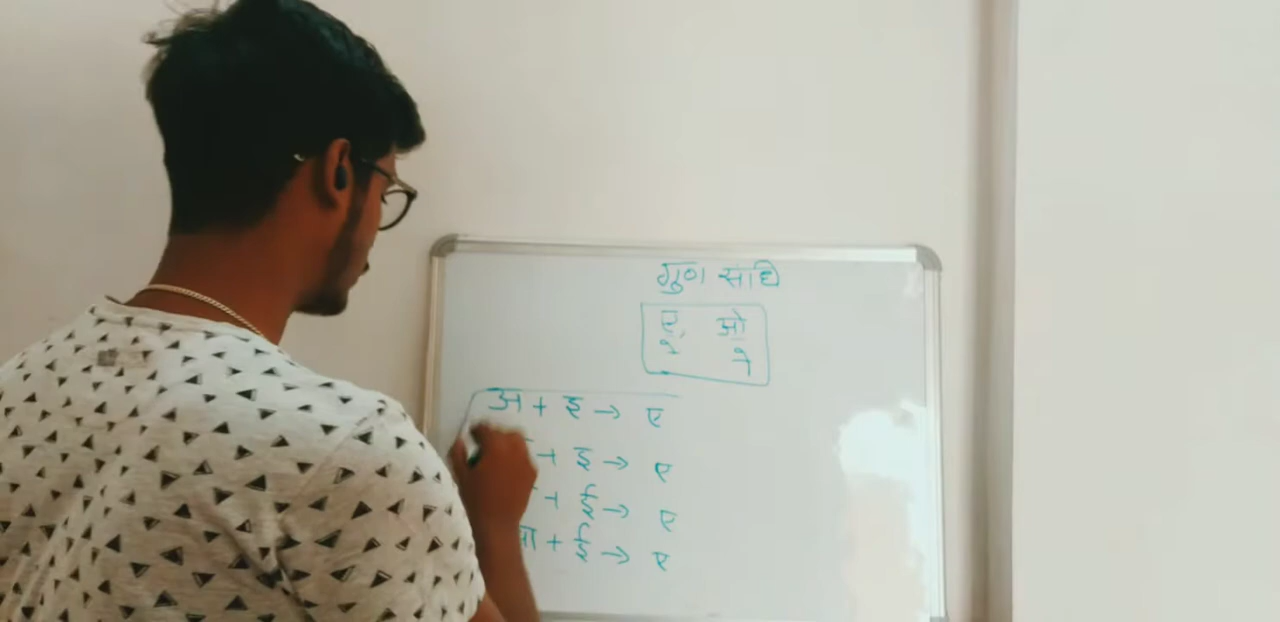 गुण संधि
ए, ओ
अ + इ → ए
+ इ → ए
+ ई → ए
आ + ई → ए